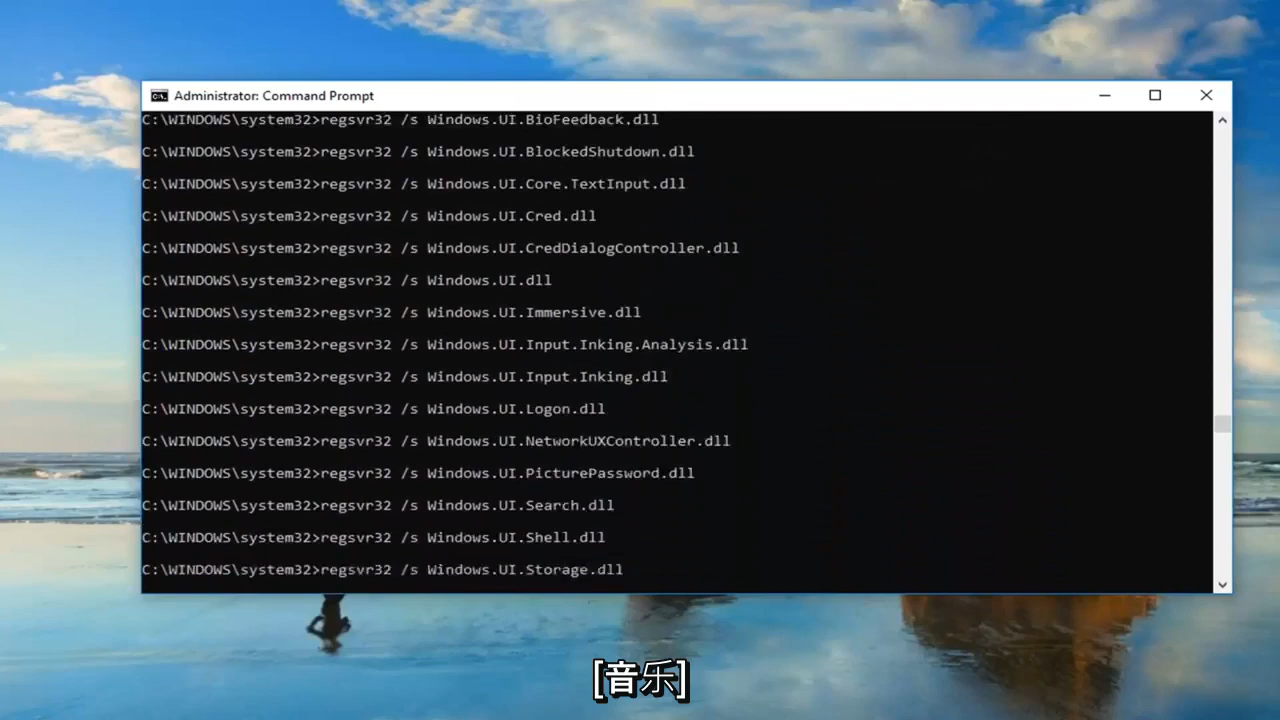 Administrator: Command Prompt
C:\WINDOWS\system32>regsvr32 /s Windows.UI.BioFeedback.dll
C:\WINDOWS\system32>regsvr32 /s Windows.UI.BlockedShutdown.dll
C:\WINDOWS\system32>regsvr32 /s Windows.UI.Core.TextInput.dll
C:\WINDOWS\system32>regsvr32 /s Windows.UI.Cred.dll
C:\WINDOWS\system32>regsvr32 /s Windows.UI.CredDialogController.dll
C:\WINDOWS\system32>regsvr32 /s Windows.UI.dll
C:\WINDOWS\system32>regsvr32 /s Windows.UI.Immersive.dll
C:\WINDOWS\system32>regsvr32 /s Windows.UI.Input.Inking.Analysis.dll
C:\WINDOWS\system32>regsvr32 /s Windows.UI.Input.Inking.dll
C:\WINDOWS\system32>regsvr32 /s Windows.UI.Logon.dll
C:\WINDOWS\system32>regsvr32 /s Windows.UI.NetworkUXController.dll
C:\WINDOWS\system32>regsvr32 /s Windows.UI.PicturePassword.dll
C:\WINDOWS\system32>regsvr32 /s Windows.UI.Search.dll
C:\WINDOWS\system32>regsvr32 /s Windows.UI.Shell.dll
C:\WINDOWS\system32>regsvr32 /s Windows.UI.Storage.dll
[音乐]